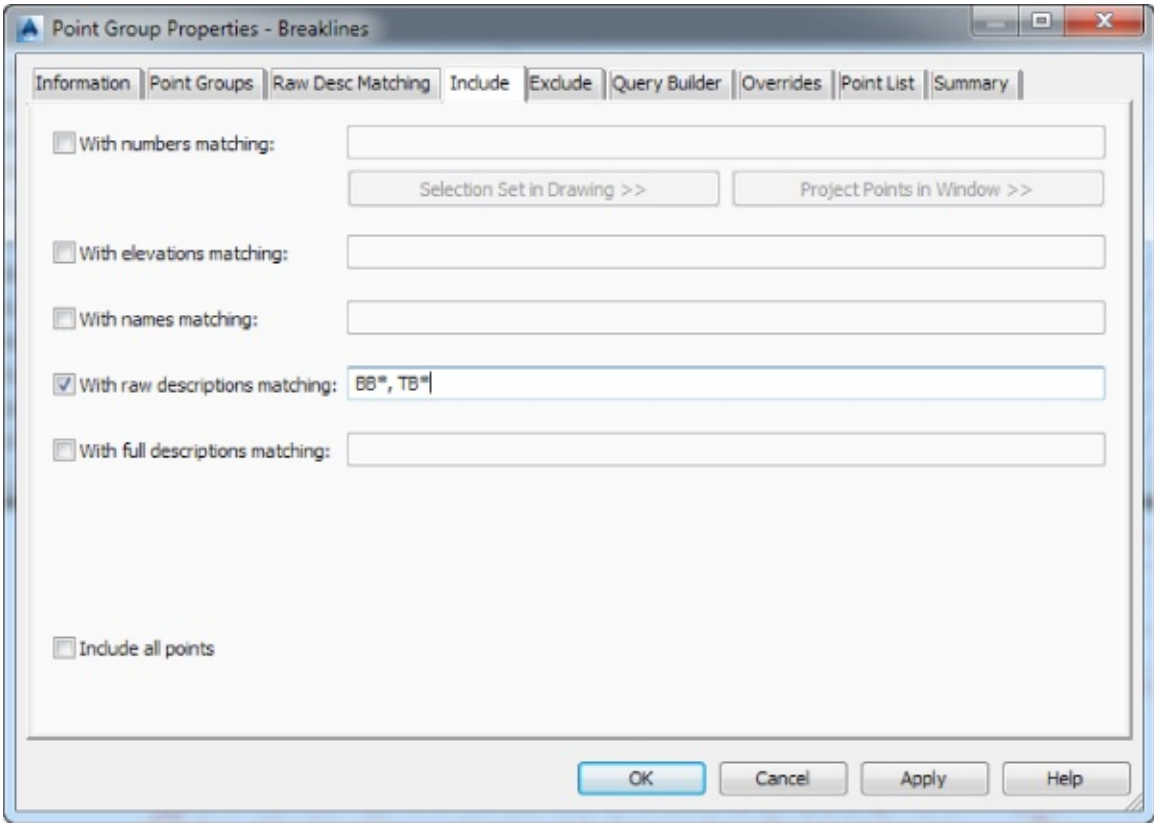 Point Group Properties - Breaklines
Information Point Groups Raw Desc Matching Include Exclude Query Builder Overrides Point List Summary
With numbers matching:
Selection Set in Drawing >> Project Points in Window >>
With elevations matching:
With names matching:
With raw descriptions matching: BB*, TB*
With full descriptions matching:
Include all points
OK Cancel Apply Help